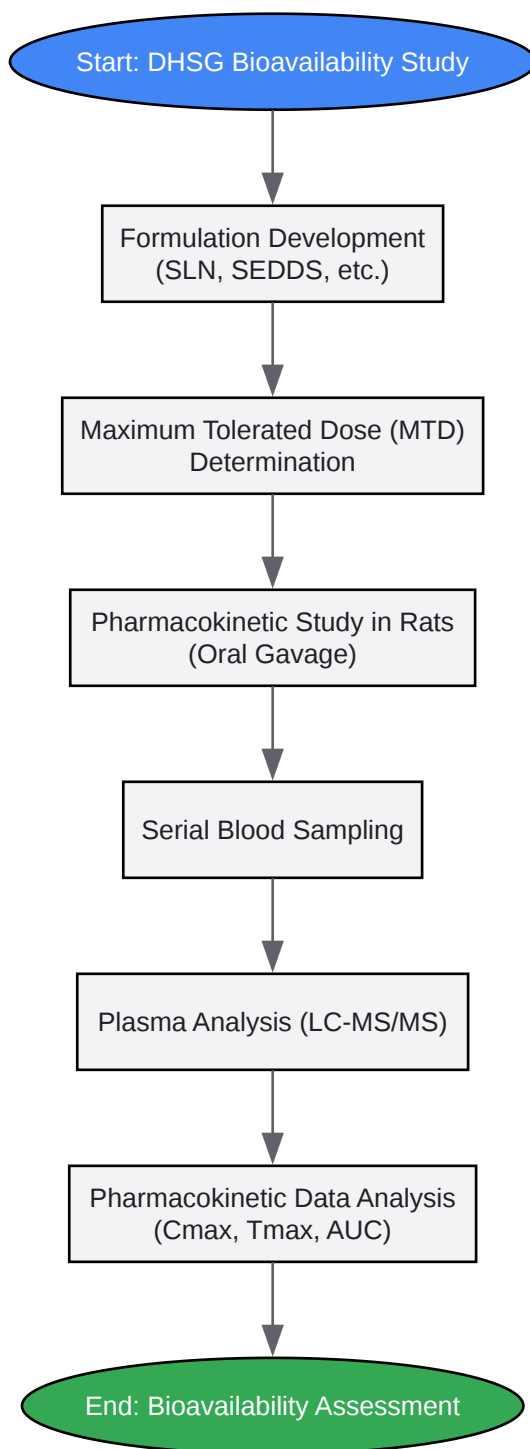 Start: DHSG Bioavailability Study
Formulation Development
(SLN, SEDDS, etc.)
Maximum Tolerated Dose (MTD)
Determination
Pharmacokinetic Study in Rats
(Oral Gavage)
Serial Blood Sampling
Plasma Analysis (LC-MS/MS)
Pharmacokinetic Data Analysis
(Cmax, Tmax, AUC)
End: Bioavailability Assessment